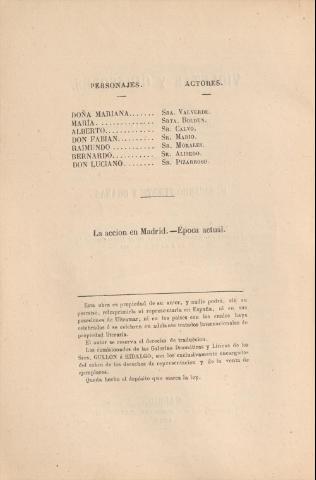 PERSONAJES. ACTORES.
DOÑA MARIANA....... SRA. VALVERDE.
MARÍA.............. SRTA. BOLDUN.
ALBERTO............ SR. CALVO.
DON FABIAN......... SR. MARIO.
RAIMUNDO........... SR. MORALES.
BERNARDO........... SR. ALISEDO.
DON LUCIANO........ SR. PIZARROSO.
La accion en Madrid.—Época actual.
Esta obra es propiedad de su autor, y nadie podrá, sin su
permiso, reimprimirla ni representarla en España, ni en sus
posesiones de Ultramar, ni en los países con los cuales haya
celebrados ó se celebren en adelante tratados internacionales de
propiedad literaria.
El autor se reserva el derecho de traduccion.
Los comisionados de las Galerías Dramáticas y Líricas de los
Sres. GULLON é HIDALGO, son los exclusivamente encargados
del cobro de los derechos de representacion y de la venta de
ejemplares.
Queda hecho el depósito que marca la ley.